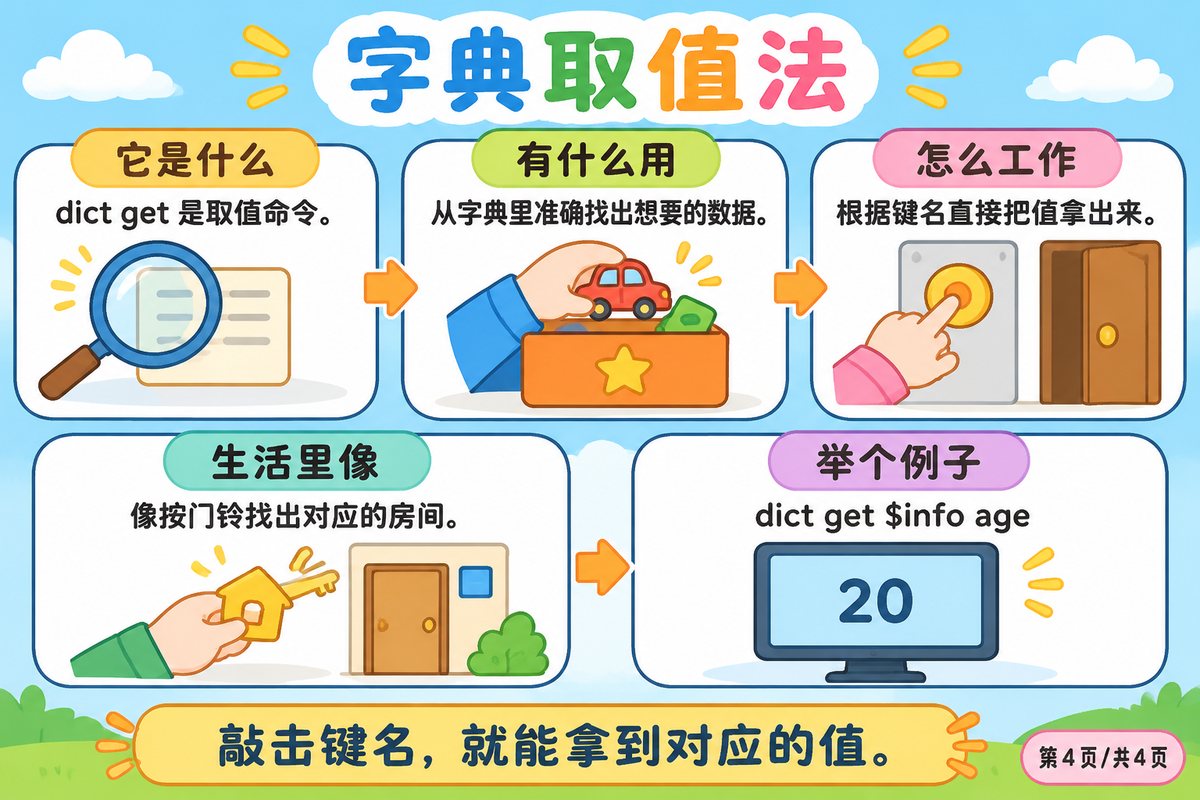 字典取值法
它是什么
dict get 是取值命令。
有什么用
从字典里准确找出想要的数据。
怎么工作
根据键名直接把值拿出来。
生活里像
像按门铃找出对应的房间。
举个例子
dict get $info age
20
敲击键名，就能拿到对应的值。
第4页/共4页